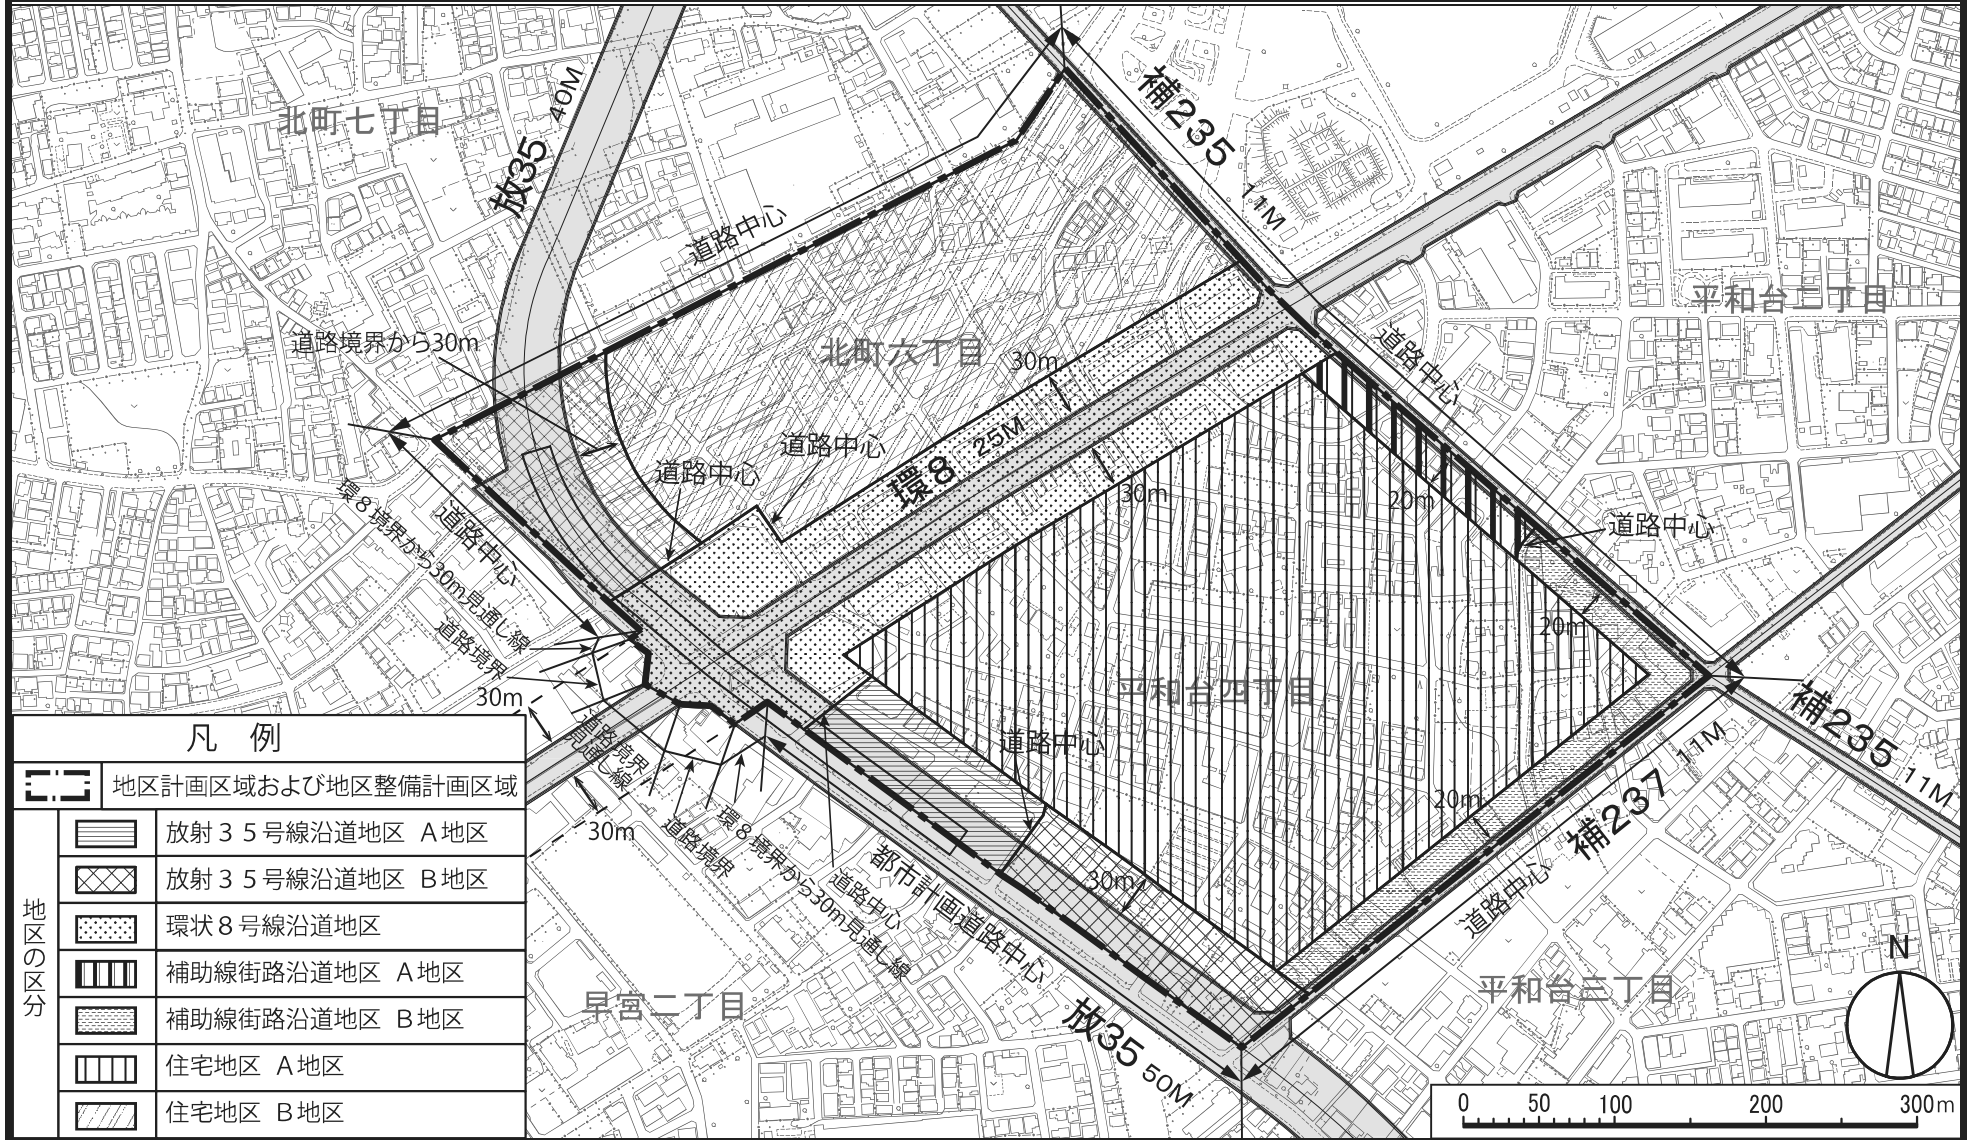 北町七丁目
放35 40M
補235 11M
道路中心
平和台二丁目
道路境界から30m
北町六丁目
30m
道路中心
道路中心
道路中心
環8 25M
30m
20m
道路中心
環8境界から30m見通し線
道路中心
道路境界
30m
20m
平和台四丁目
道路中心
補235 11M
道路境界
見通し線
30m
道路境界
環8境界から30m見通し線
道路中心
都市計画道路中心
30m
20m
補237 11M
道路中心
早宮二丁目
平和台三丁目
放35 50M
N
0 50 100 200 300m
凡 例
地区計画区域および地区整備計画区域
地区の区分
放射35号線沿道地区 A地区
放射35号線沿道地区 B地区
環状8号線沿道地区
補助線街路沿道地区 A地区
補助線街路沿道地区 B地区
住宅地区 A地区
住宅地区 B地区